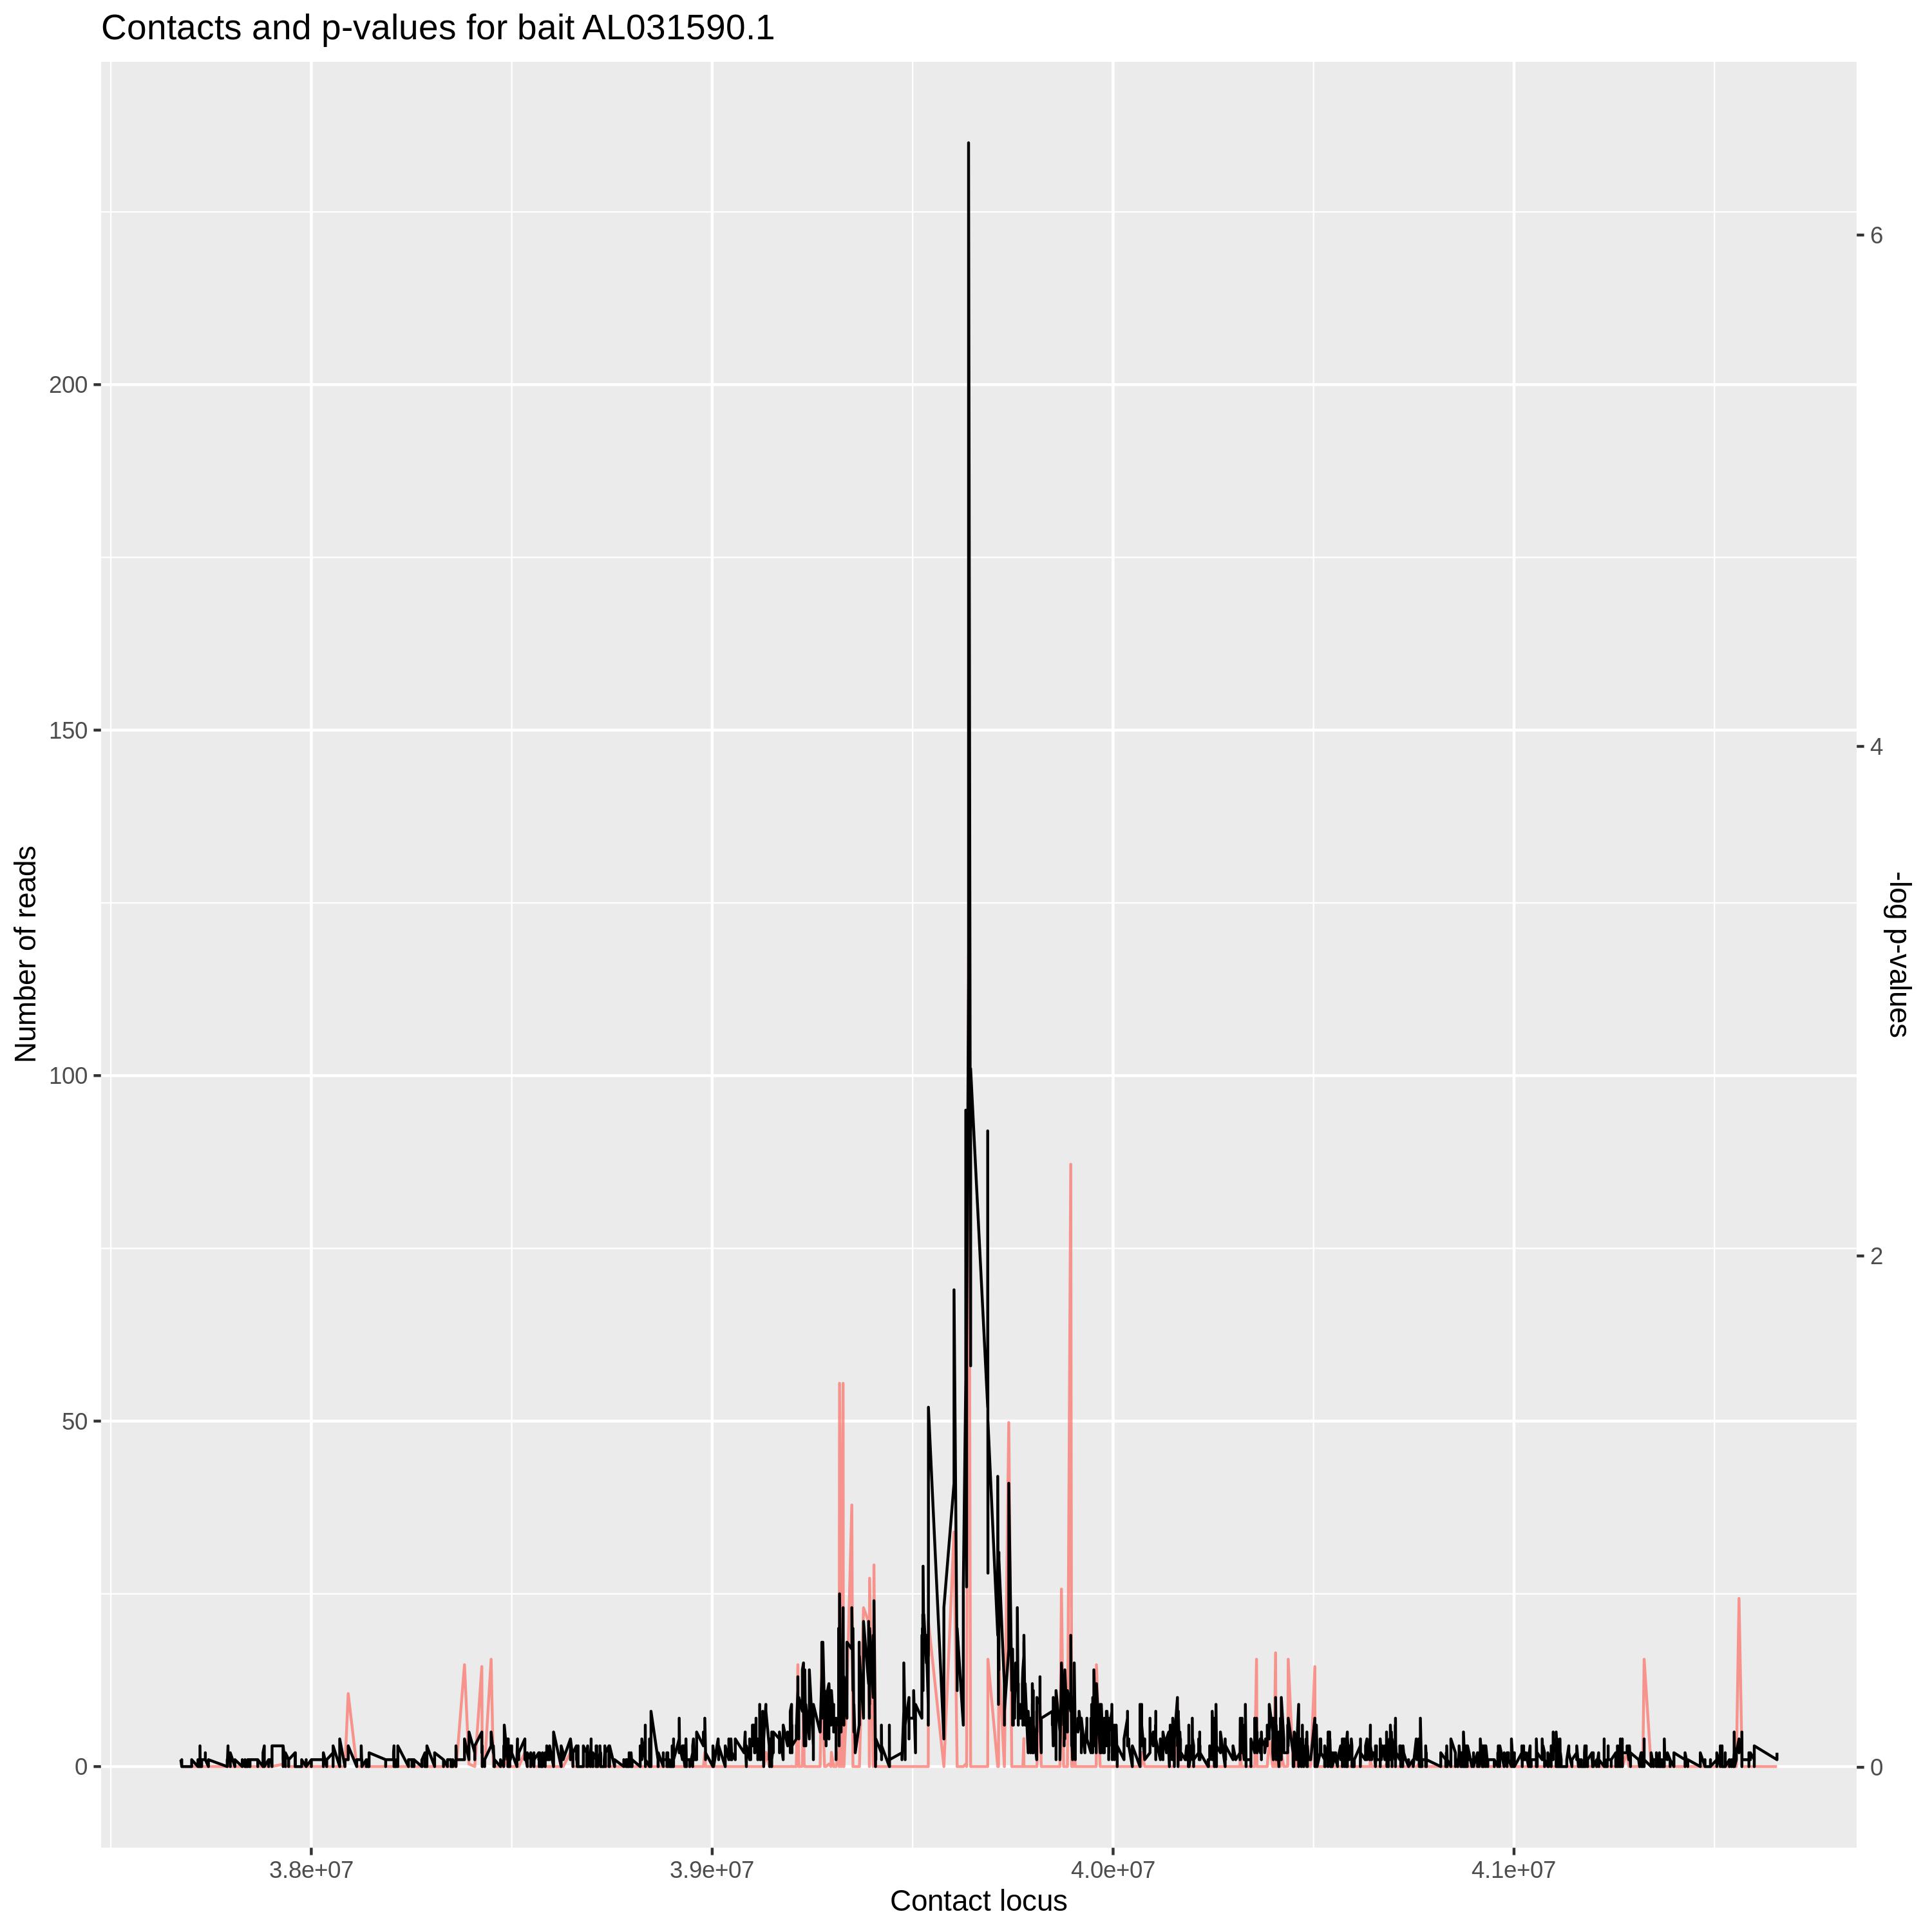 Contacts and p-values for bait AL031590.1
200
150
100
50
0
Number of reads
6
4
2
0
-log p-values
3.8e+07
3.9e+07
4.0e+07
4.1e+07
Contact locus